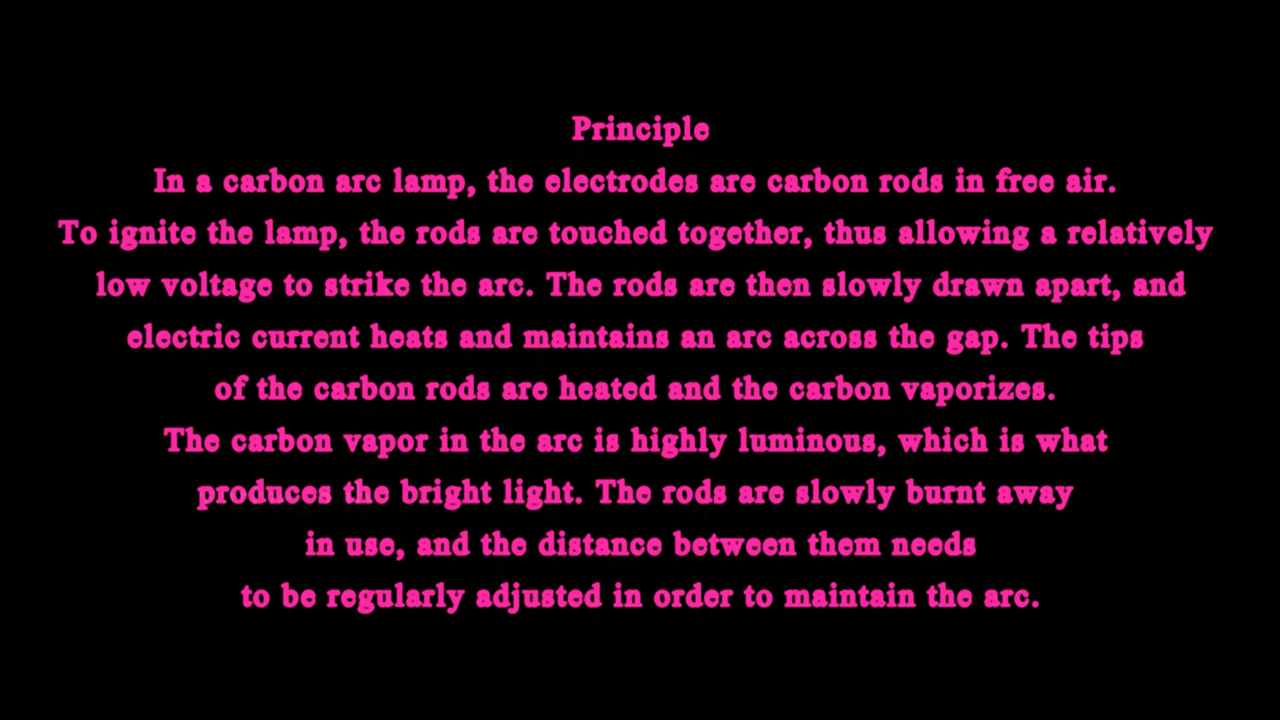 Principle
In a carbon arc lamp, the electrodes are carbon rods in free air.
To ignite the lamp, the rods are touched together, thus allowing a relatively
low voltage to strike the arc. The rods are then slowly drawn apart, and
electric current heats and maintains an arc across the gap. The tips
of the carbon rods are heated and the carbon vaporizes.
The carbon vapor in the arc is highly luminous, which is what
produces the bright light. The rods are slowly burnt away
in use, and the distance between them needs
to be regularly adjusted in order to maintain the arc.